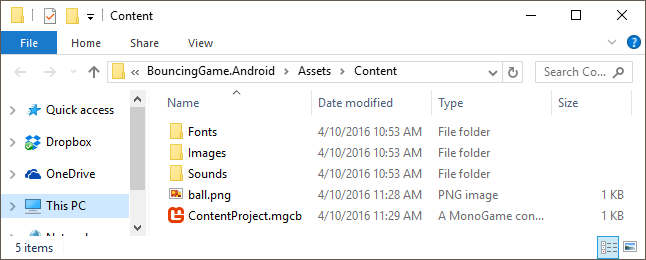 Content
File Home Share View
BouncingGame.Android Assets Content Search Co...
Name Date modified Type Size
Quick access
Dropbox
OneDrive
This PC
Fonts 4/10/2016 10:53 AM File folder
Images 4/10/2016 10:53 AM File folder
Sounds 4/10/2016 10:53 AM File folder
ball.png 4/10/2016 11:28 AM PNG image 1 KB
ContentProject.mgcb 4/10/2016 11:29 AM A MonoGame con... 1 KB
5 items